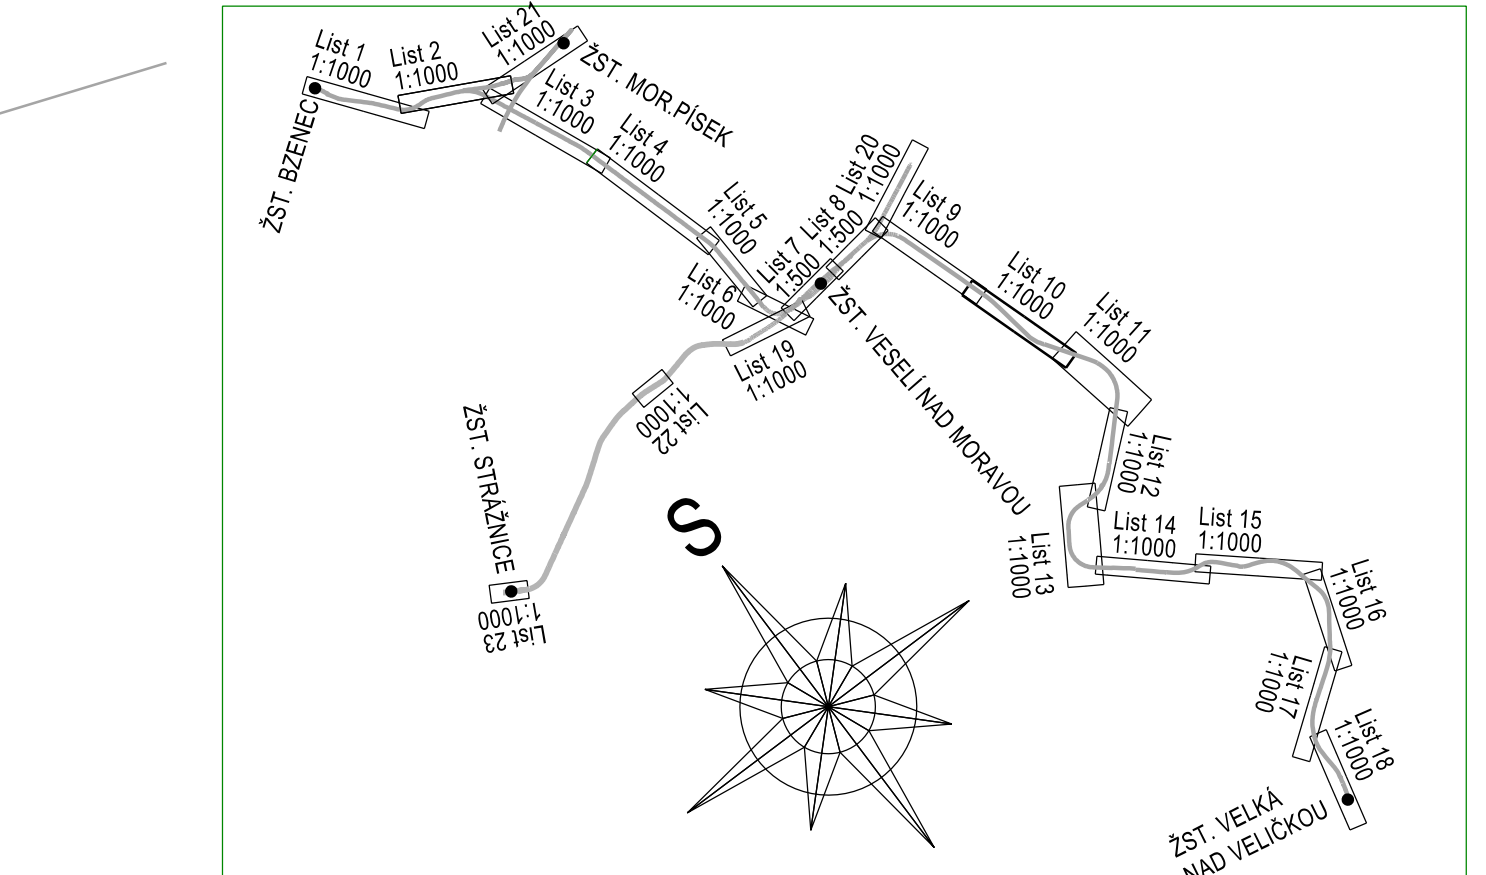 List 1
1:1000
List 2
1:1000
List 21
1:1000
ŽST. MOR.PÍSEK
ŽST. BZENEC
List 3
1:1000
List 4
1:1000
List 5
1:1000
List 6
1:1000
List 7
1:500
List 8
1:500
List 20
1:1000
List 9
1:1000
List 10
1:1000
List 11
1:1000
ŽST. VESELÍ NAD MORAVOU
List 19
1:1000
List 22
1:1000
ŽST. STRÁŽNICE
List 23
1:1000
List 12
1:1000
List 13
1:1000
List 14
1:1000
List 15
1:1000
List 16
1:1000
List 17
1:1000
List 18
1:1000
S
ŽST. VELKÁ
NAD VELIČKOU